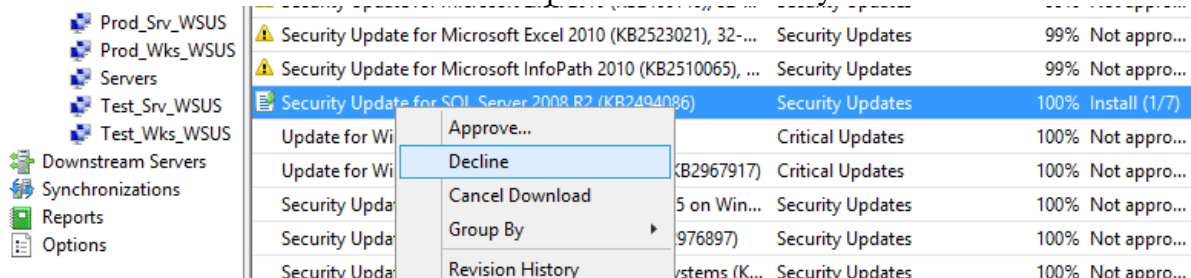 Prod_Srv_WSUS
Prod_Wks_WSUS
Servers
Test_Srv_WSUS
Test_Wks_WSUS
Downstream Servers
Synchronizations
Reports
Options
Security Update for Microsoft Excel 2010 (KB2523021), 32-... Security Updates 99% Not appro...
Security Update for Microsoft InfoPath 2010 (KB2510065), ... Security Updates 99% Not appro...
Security Update for SQL Server 2008 R2 (KB2494086) Security Updates 100% Install (1/7)
Update for Wi Critical Updates 100% Not appro...
Update for Wi KB2967917) Critical Updates 100% Not appro...
Security Upda 5 on Win... Security Updates 100% Not appro...
Security Upda 976897) Security Updates 100% Not appro...
Security Upda ystems (K... Security Updates 100% Not appro...
Approve...
Decline
Cancel Download
Group By
Revision History